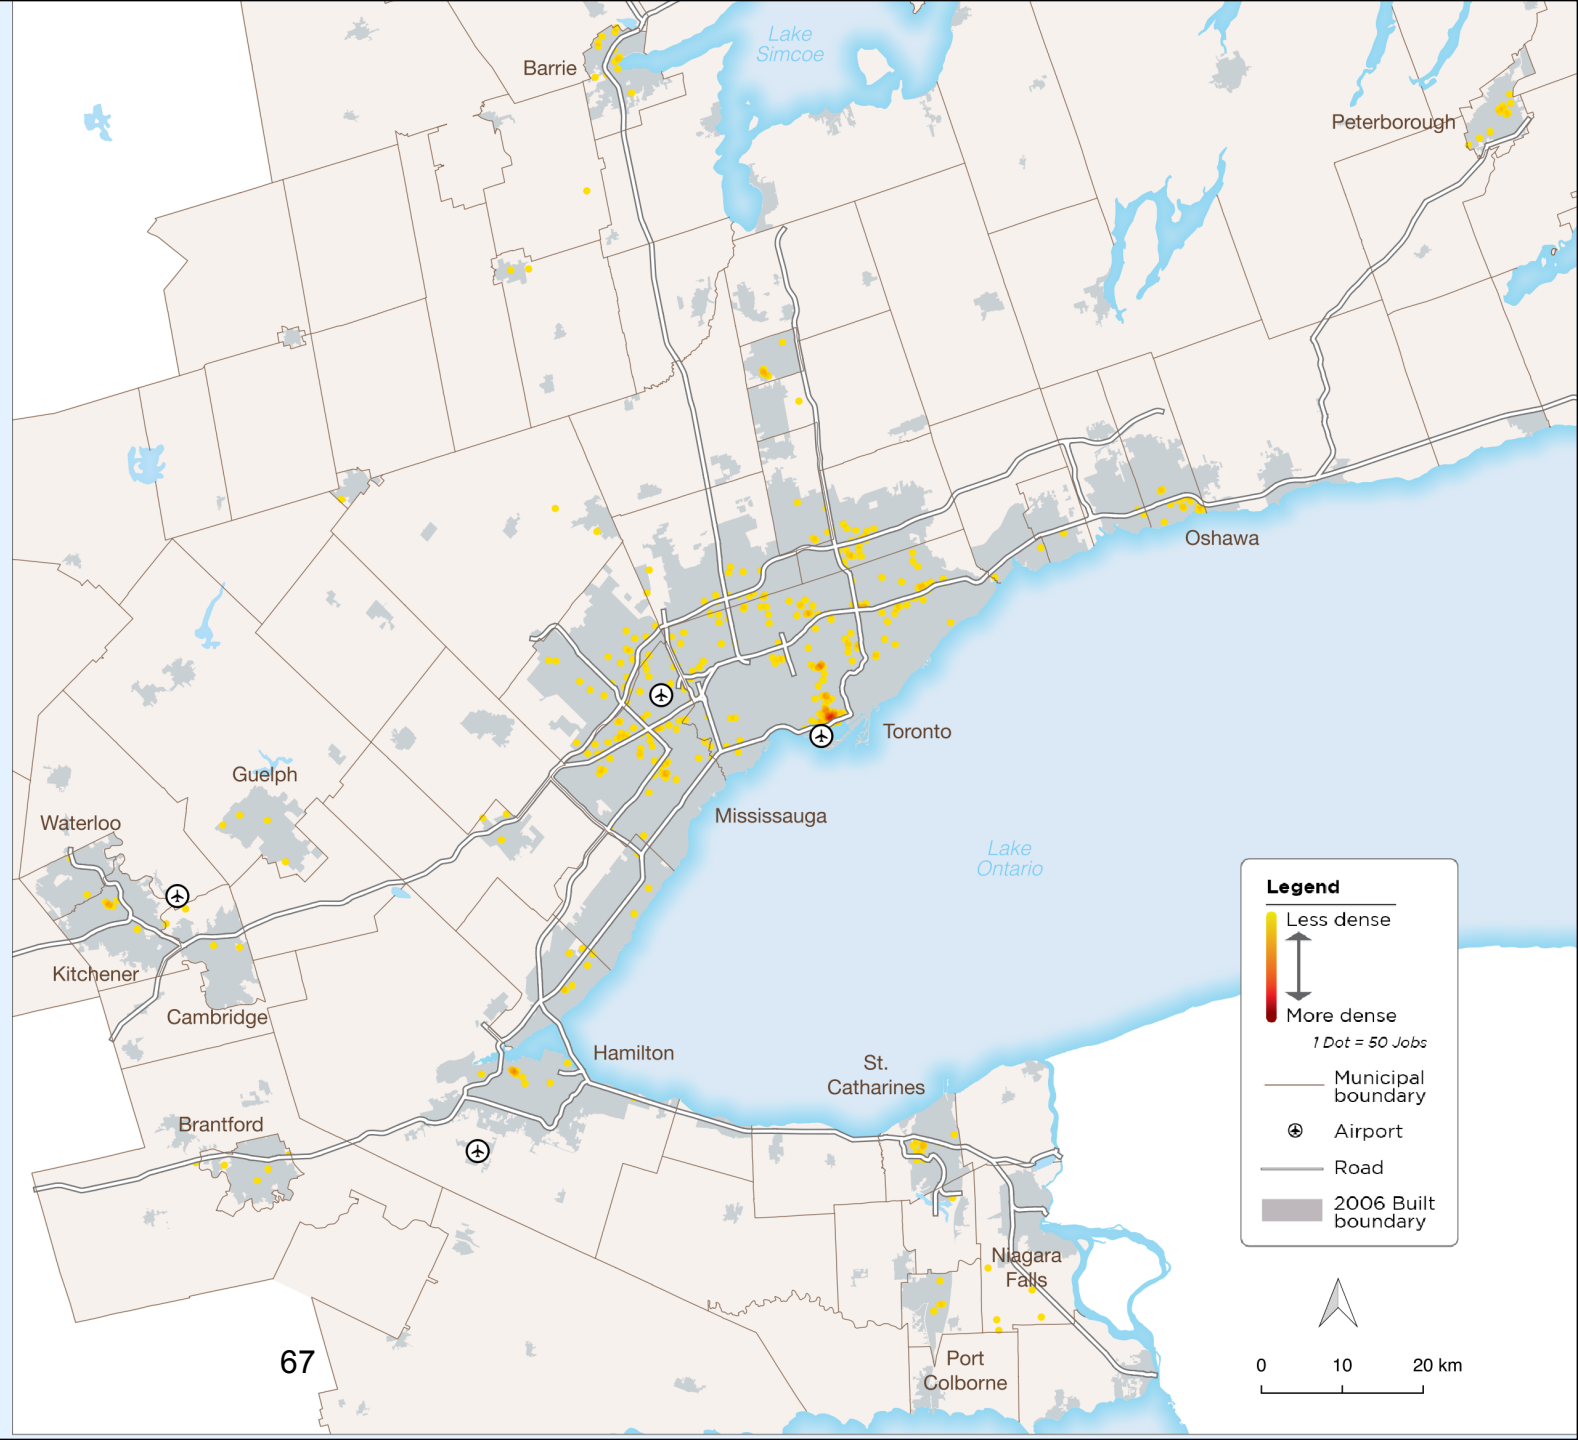 Lake
Simcoe
Barrie
Peterborough
Oshawa
Toronto
Guelph
Waterloo
Mississauga
Lake
Ontario
Kitchener
Cambridge
Hamilton
St.
Catharines
Brantford
Niagara
Falls
Port
Colborne
67
Legend
Less dense
More dense
1 Dot = 50 Jobs
Municipal
boundary
Airport
Road
2006 Built
boundary
0 10 20 km